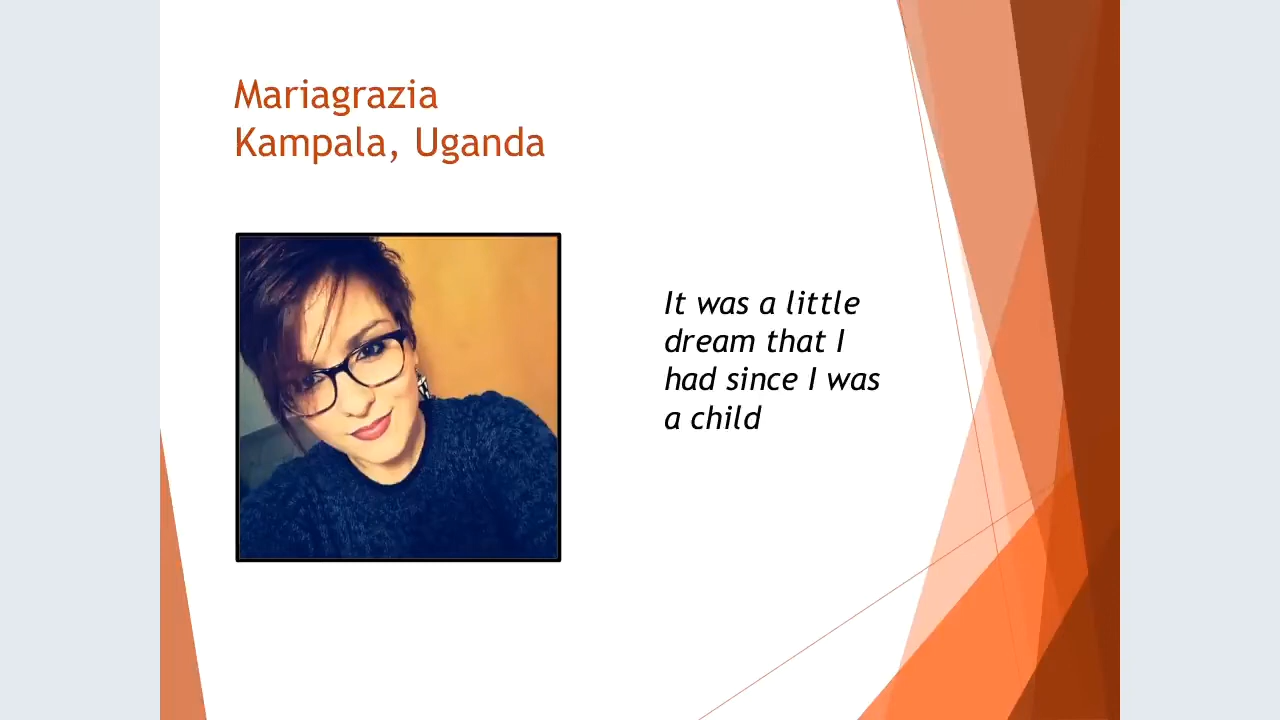 Mariagrazia
Kampala, Uganda
It was a little
dream that I
had since I was
a child